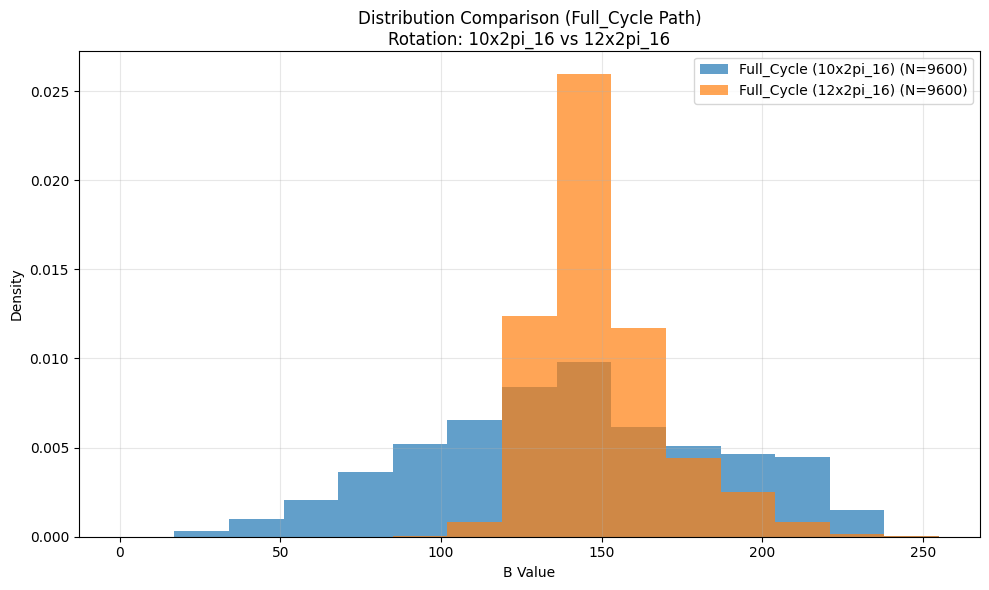 Distribution Comparison (Full_Cycle Path)
Rotation: 10x2pi_16 vs 12x2pi_16
Full_Cycle (10x2pi_16) (N=9600)
Full_Cycle (12x2pi_16) (N=9600)
0.025
0.020
0.015
0.010
0.005
0.000
Density
0 50 100 150 200 250
B Value